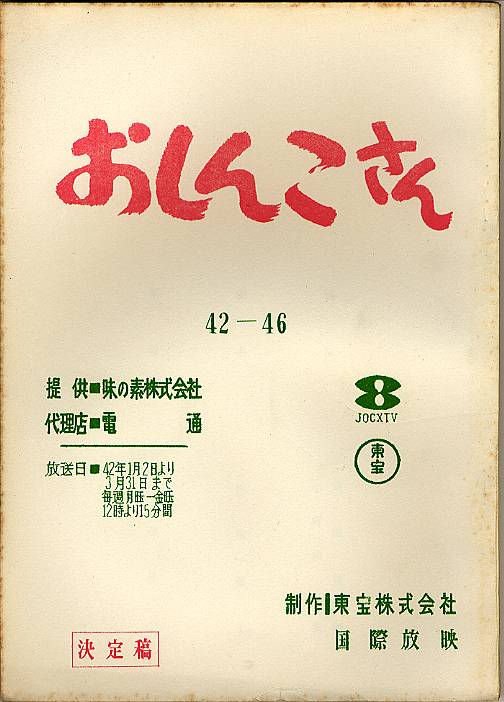 おしんこさん
42-46
提供■味の素株式会社
代理店■電通
放送日■42年1月2日より
3月31日まで
毎週月曜-金曜
12時より15分間
8
JOCXTV
東宝
制作■東宝株式会社
国際放映
決定稿